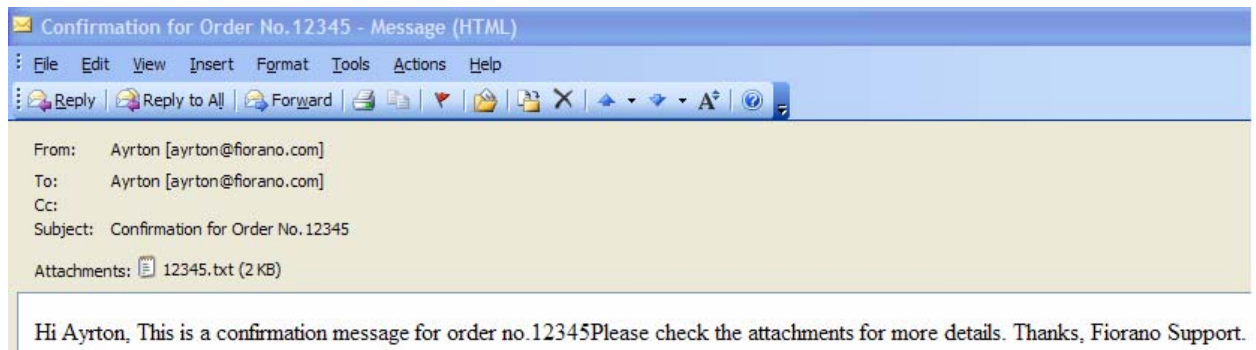 Confirmation for Order No.12345 - Message (HTML)
File Edit View Insert Format Tools Actions Help
Reply Reply to All Forward A
From: Ayrton [ayrton@fiorano.com]
To: Ayrton [ayrton@fiorano.com]
Cc:
Subject: Confirmation for Order No.12345
Attachments: 12345.txt (2 KB)
Hi Ayrton, This is a confirmation message for order no.12345Please check the attachments for more details. Thanks, Fiorano Support.